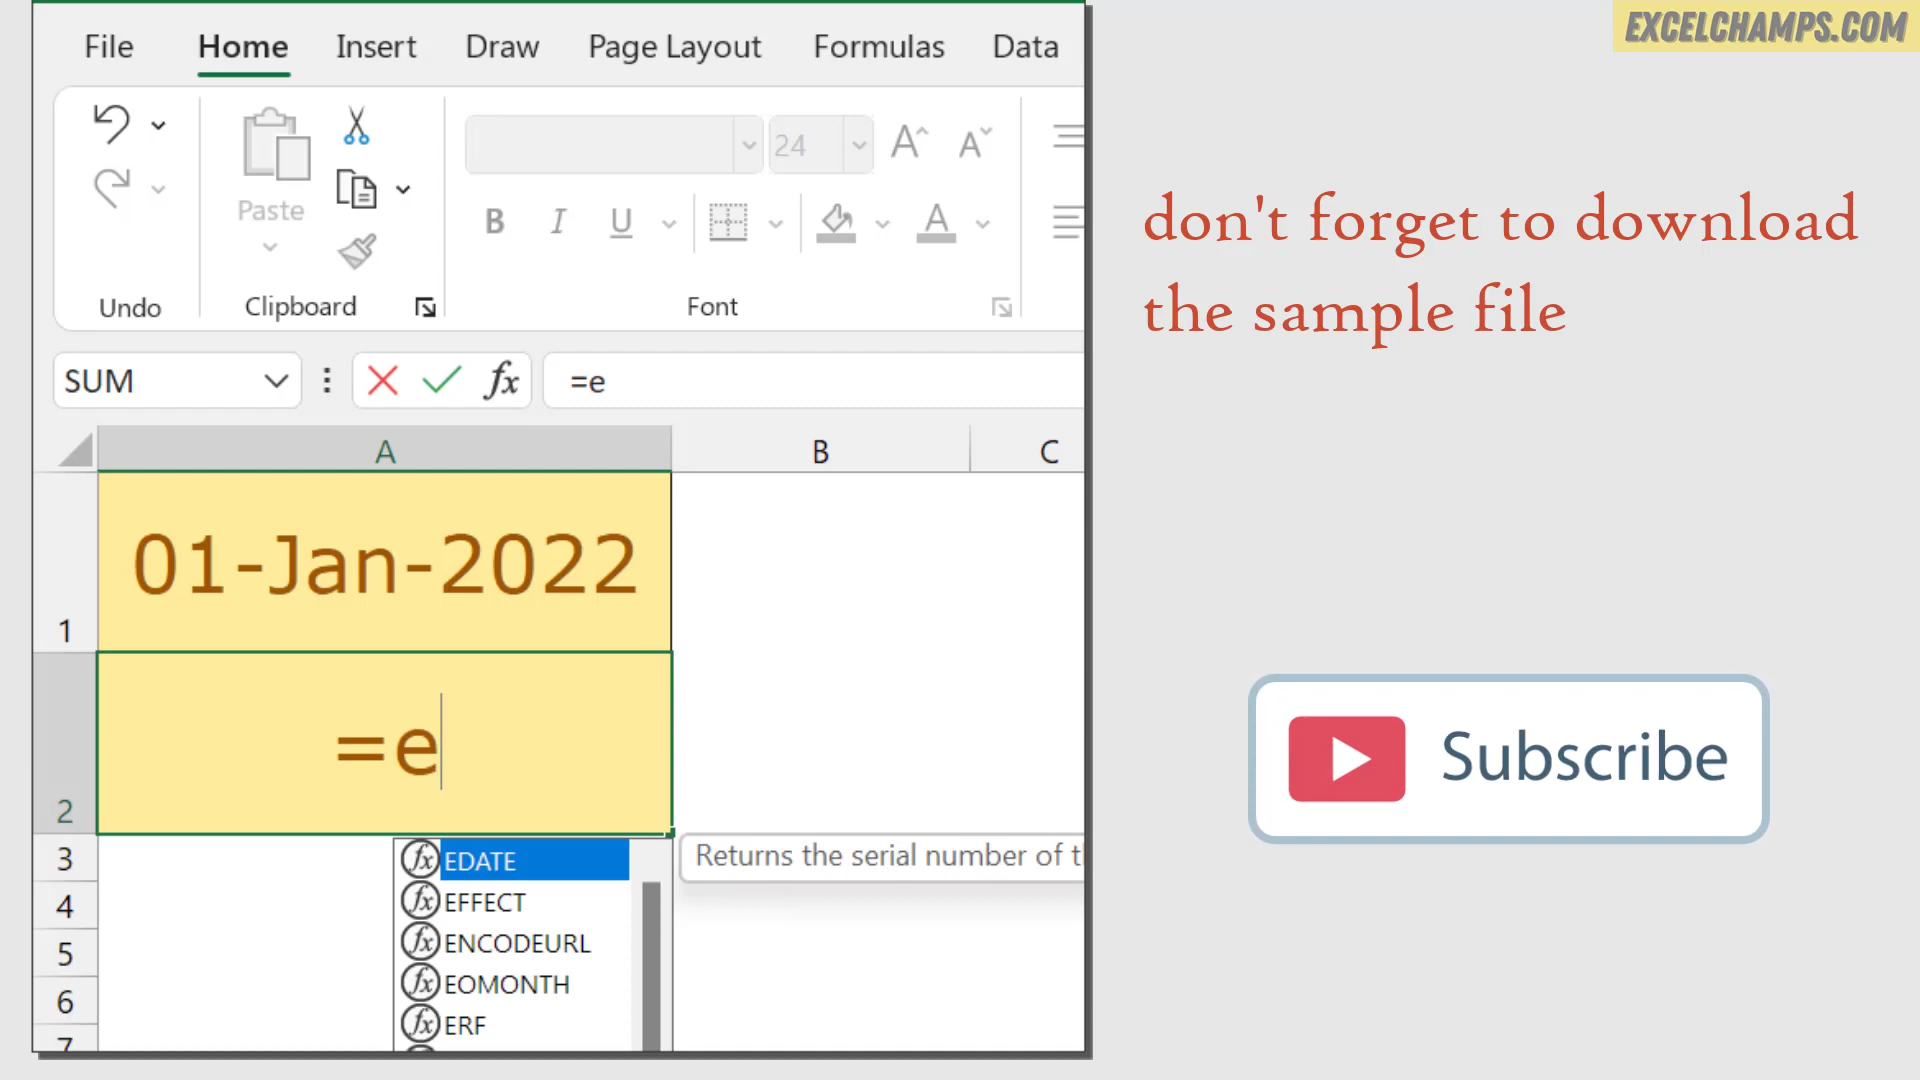 File Home Insert Draw Page Layout Formulas Data
EXCELCHAMPS.COM
24
Paste
B I U A
Undo Clipboard Font
SUM fx =e
A B C
1 01-Jan-2022
2 =e
3
4
5
6
7
EDATE
EFFECT
ENCODEURL
EOMONTH
ERF
Returns the serial number of
don't forget to download
the sample file
Subscribe